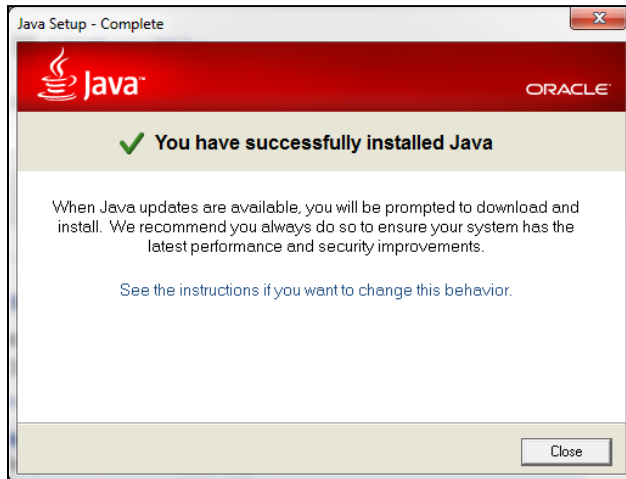 Java Setup - Complete
Java™
ORACLE®
You have successfully installed Java
When Java updates are available, you will be prompted to download and
install. We recommend you always do so to ensure your system has the
latest performance and security improvements.
See the instructions if you want to change this behavior.
Close